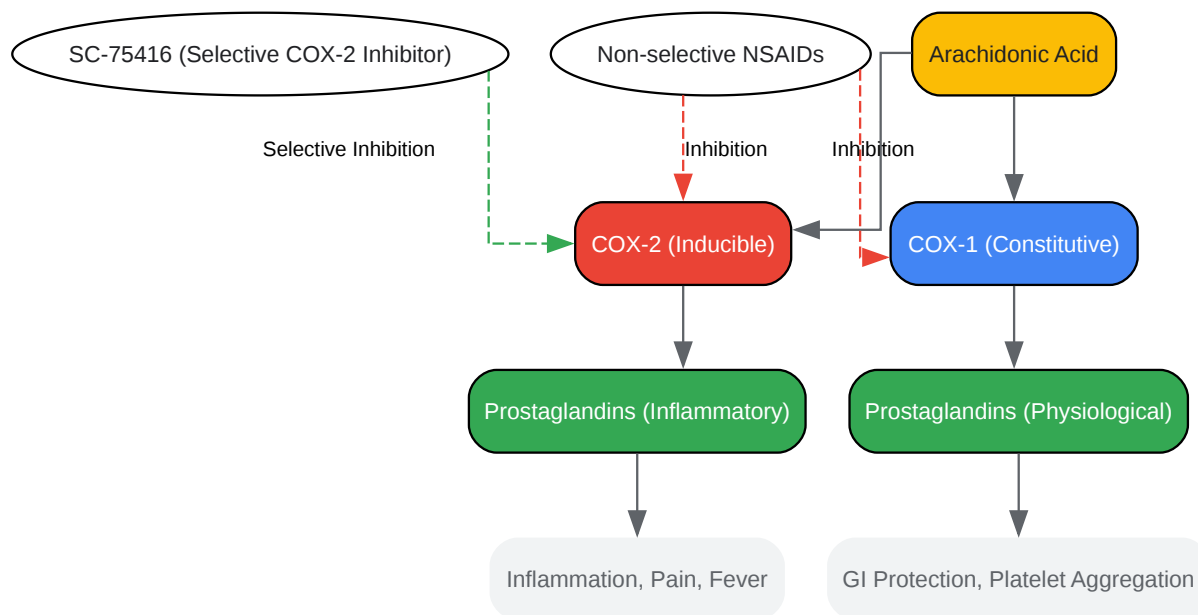 SC-75416 (Selective COX-2 Inhibitor)
Non-selective NSAIDs
Arachidonic Acid
Selective Inhibition
Inhibition
Inhibition
COX-2 (Inducible)
COX-1 (Constitutive)
Prostaglandins (Inflammatory)
Prostaglandins (Physiological)
Inflammation, Pain, Fever
GI Protection, Platelet Aggregation